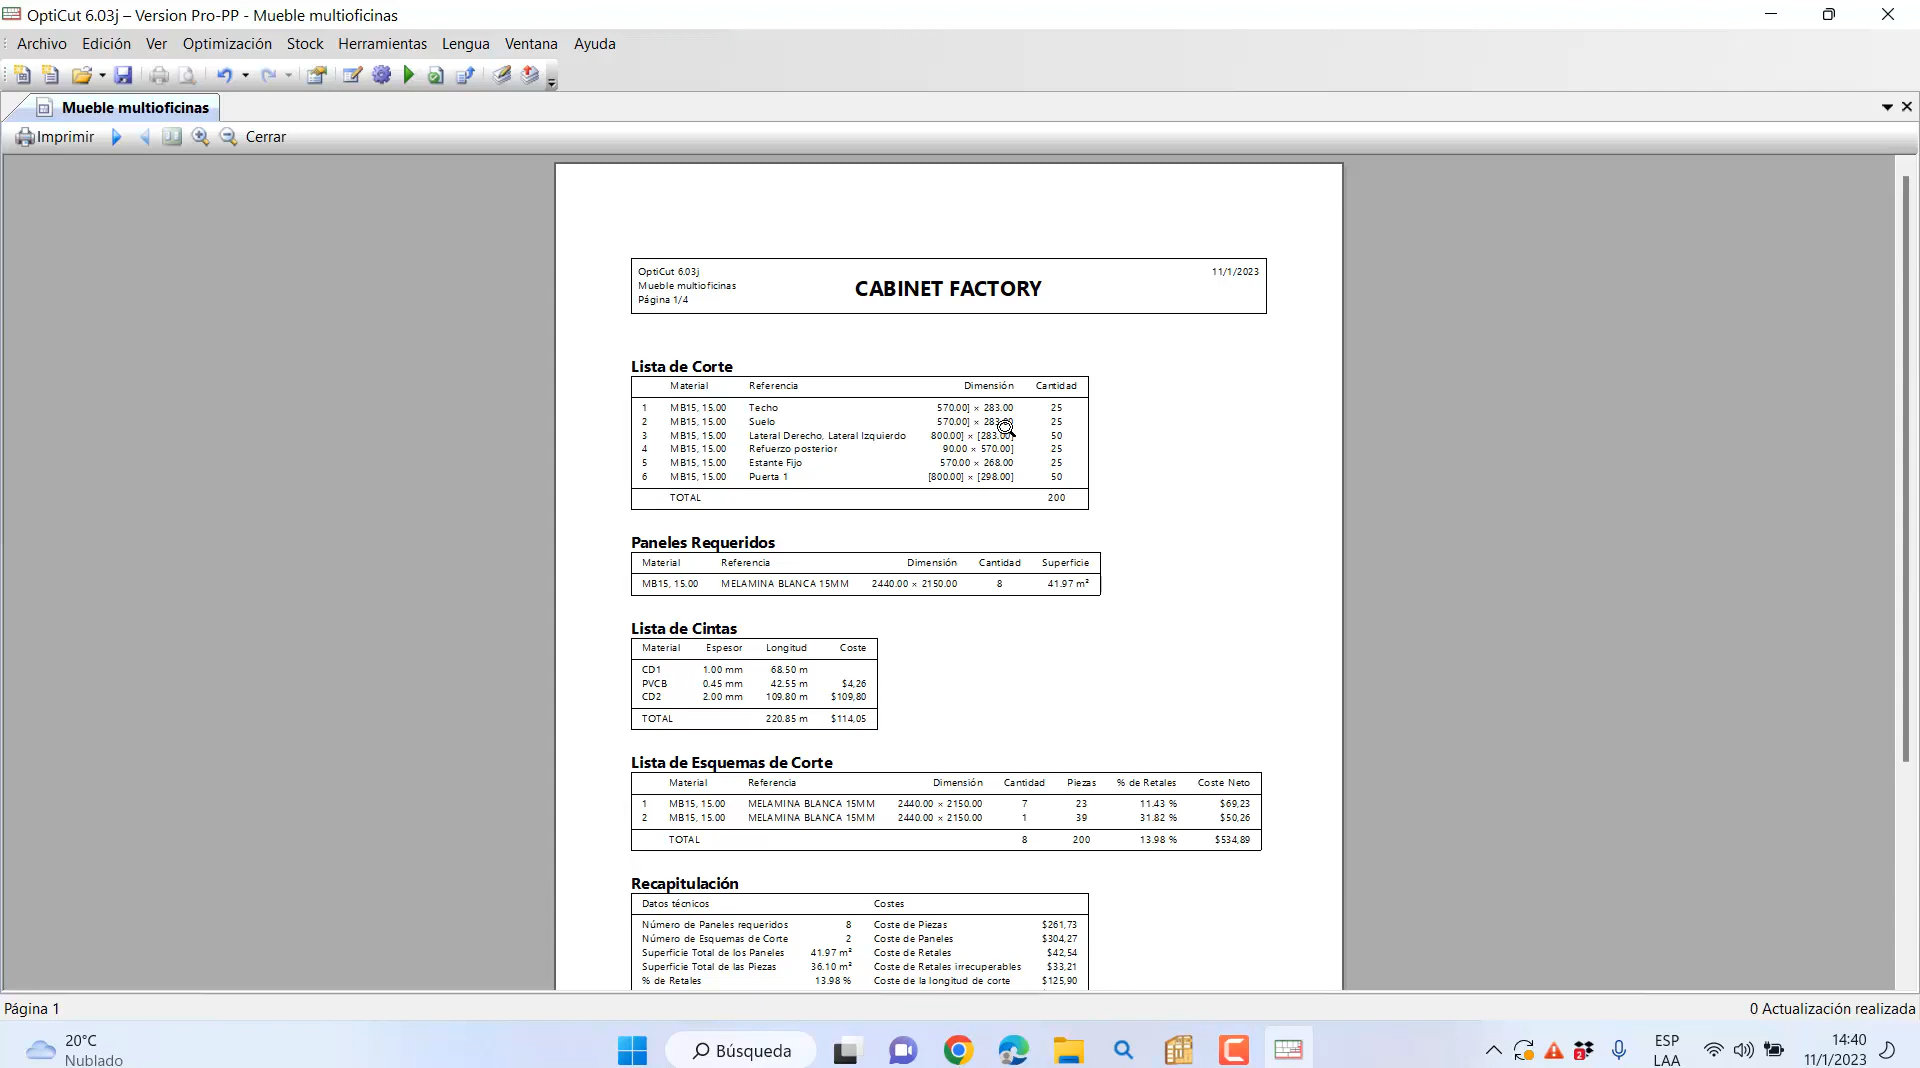 OptiCut 6.03j – Version Pro-PP - Mueble multioficinas
Archivo Edición Ver Optimización Stock Herramientas Lengua Ventana Ayuda
Mueble multioficinas
Imprimir Cerrar
OptiCut 6.03j
Mueble multioficinas
Página 1/4
CABINET FACTORY
11/1/2023
Lista de Corte
Material Referencia Dimensión Cantidad
1 MB15, 15.00 Techo 570.00] × 283.00 25
2 MB15, 15.00 Suelo 570.00] × 283.00 25
3 MB15, 15.00 Lateral Derecho, Lateral Izquierdo 800.00] × [283.00] 50
4 MB15, 15.00 Refuerzo posterior 90.00 × 570.00] 25
5 MB15, 15.00 Estante Fijo 570.00 × 268.00 25
6 MB15, 15.00 Puerta 1 [800.00] × [298.00] 50
TOTAL 200
Paneles Requeridos
Material Referencia Dimensión Cantidad Superficie
MB15, 15.00 MELAMINA BLANCA 15MM 2440.00 × 2150.00 8 41.97 m²
Lista de Cintas
Material Espesor Longitud Coste
CD1 1.00 mm 68.50 m
PVCB 0.45 mm 42.55 m $4,26
CD2 2.00 mm 109.80 m $109,80
TOTAL 220.85 m $114,05
Lista de Esquemas de Corte
Material Referencia Dimensión Cantidad Piezas % de Retales Coste Neto
1 MB15, 15.00 MELAMINA BLANCA 15MM 2440.00 × 2150.00 7 23 11.43 % $69,23
2 MB15, 15.00 MELAMINA BLANCA 15MM 2440.00 × 2150.00 1 39 31.82 % $50,26
TOTAL 8 200 13.98 % $534,89
Recapitulación
Datos técnicos Costes
Número de Paneles requeridos 8 Coste de Piezas $261,73
Número de Esquemas de Corte 2 Coste de Paneles $304,27
Superficie Total de los Paneles 41.97 m² Coste de Retales $42,54
Superficie Total de las Piezas 36.10 m² Coste de Retales irrecuperables $33,21
% de Retales 13.98 % Coste de la longitud de corte $125,90
Página 1
0 Actualización realizada
20°C
Nublado
Búsqueda
2
ESP
LAA
14:40
11/1/2023